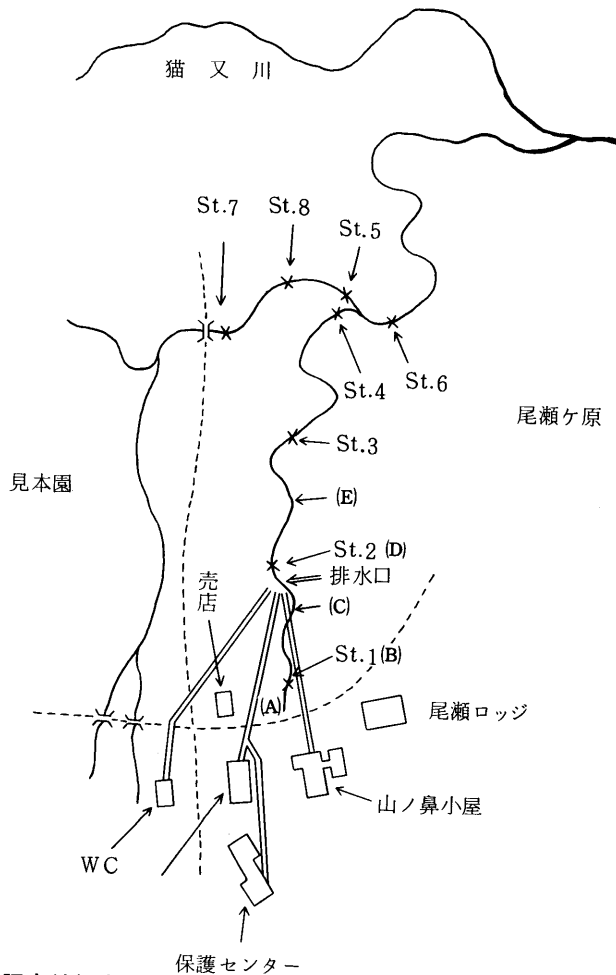 猫又川
St.7
St.8
St.5
St.4
St.6
尾瀬ケ原
St.3
見本園
(E)
St.2 (D)
排水口
売店
(C)
St.1 (B)
(A)
尾瀬ロッジ
山ノ鼻小屋
WC
保護センター